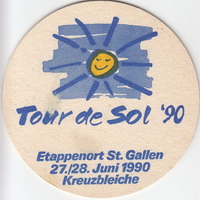 Tour de Sol '90
Etappenort St. Gallen
27./28. Juni 1990
Kreuzbleiche